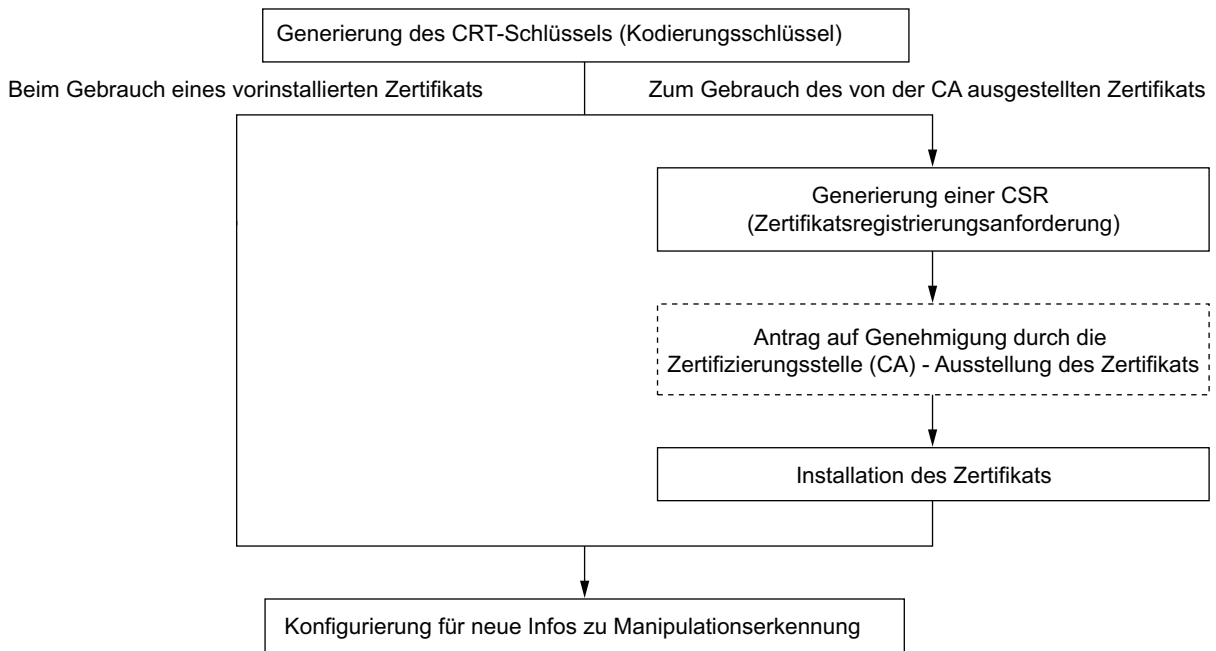 Generierung des CRT-Schlüssels (Kodierungsschlüssel)
Beim Gebrauch eines vorinstallierten Zertifikats
Zum Gebrauch des von der CA ausgestellten Zertifikats
Generierung einer CSR
(Zertifikatsregistrierungsanforderung)
Antrag auf Genehmigung durch die
Zertifizierungsstelle (CA) - Ausstellung des Zertifikats
Installation des Zertifikats
Konfigurierung für neue Infos zu Manipulationserkennung